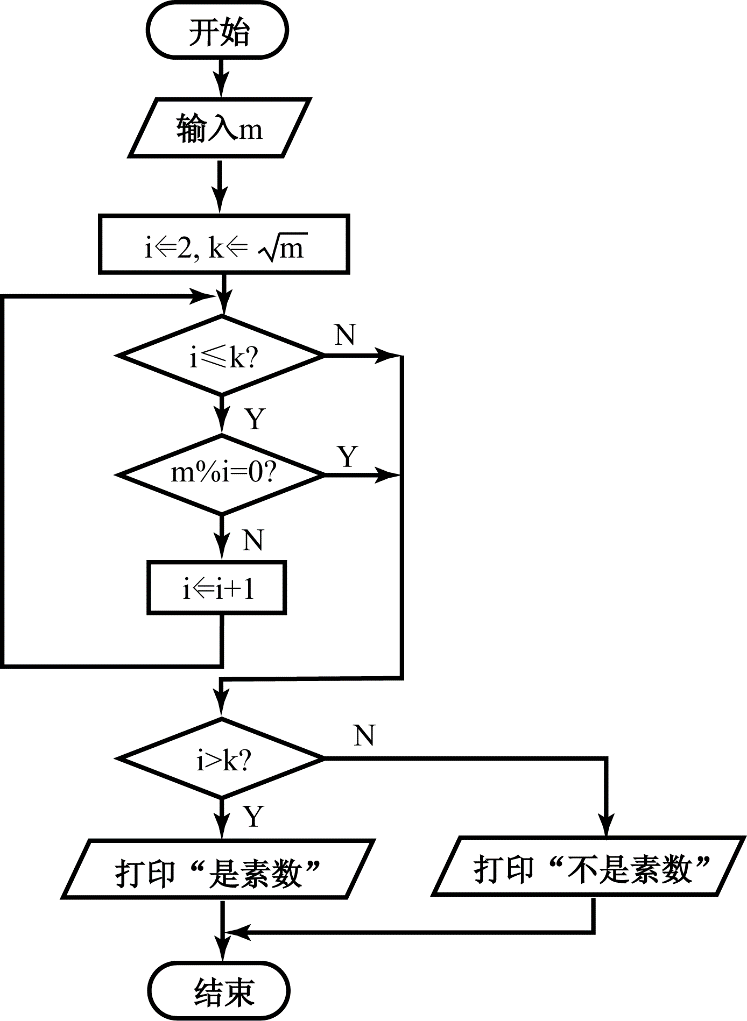 开始
输入m
i⇐2, k⇐ √m
i≤k?
N
Y
m%i=0?
Y
N
i⇐i+1
i>k?
N
Y
打印“是素数”
打印“不是素数”
结束